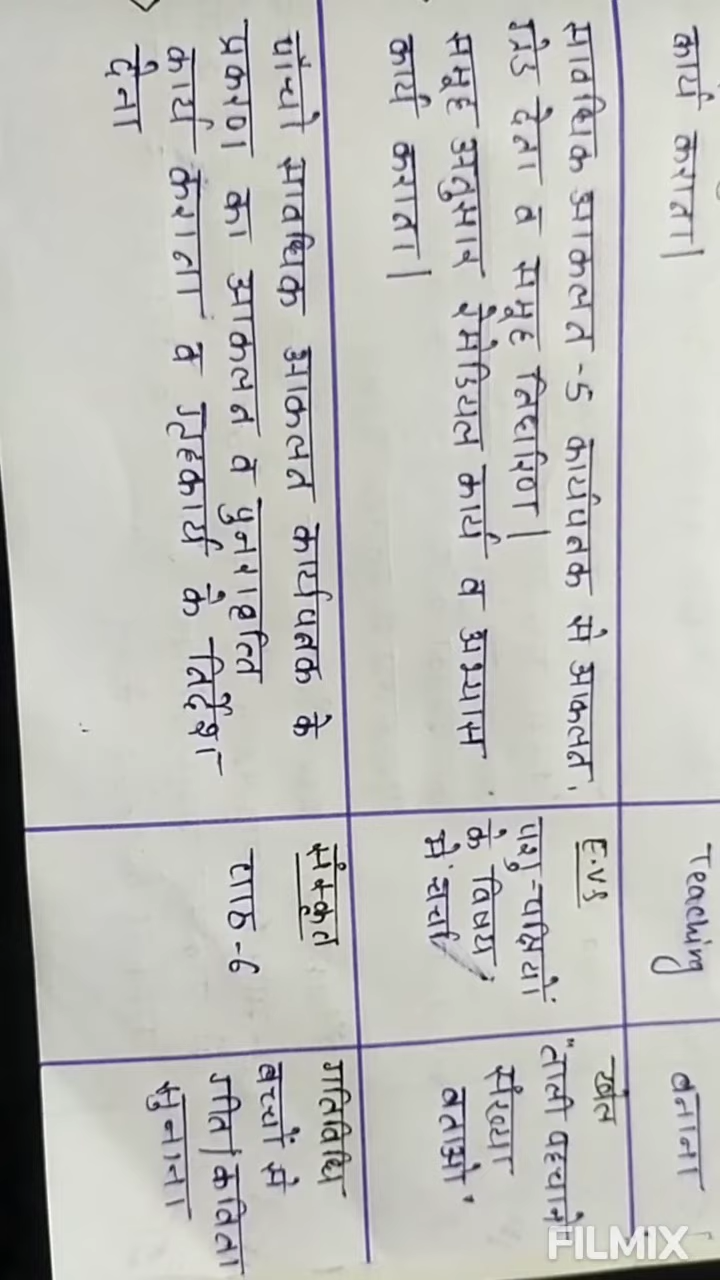 कार्य कराना।
Teaching
बनाना
सावधिक आकलन -5 कार्यपत्रक से आकलन,
ग्रेड देना व समूह निर्धारण।
समूह अनुसार रेमेडियल कार्य व अभ्यास
कार्य कराना।
E.V.S
पशु-पक्षियों
के विषय
में चर्चा
खेल
"ताली पहचानो
संख्या
बताओ"
पाँचों सावधिक आकलन कार्यपत्रक के
प्रकरण का आकलन व पुनरावृत्ति
कार्य कराना व गृहकार्य के निर्देश
देना
संस्कृत
पाठ-6
गतिविधि
बच्चों से
गीत/कविता
सुनाना।
FILMIX